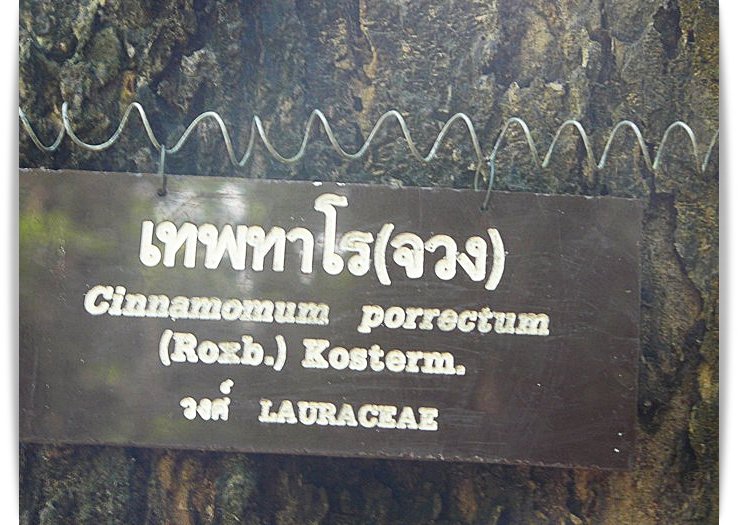 เทพทาโร(จวง)
Cinnamomum porrectum
(Roxb.) Kosterm.
วงศ์ LAURACEAE